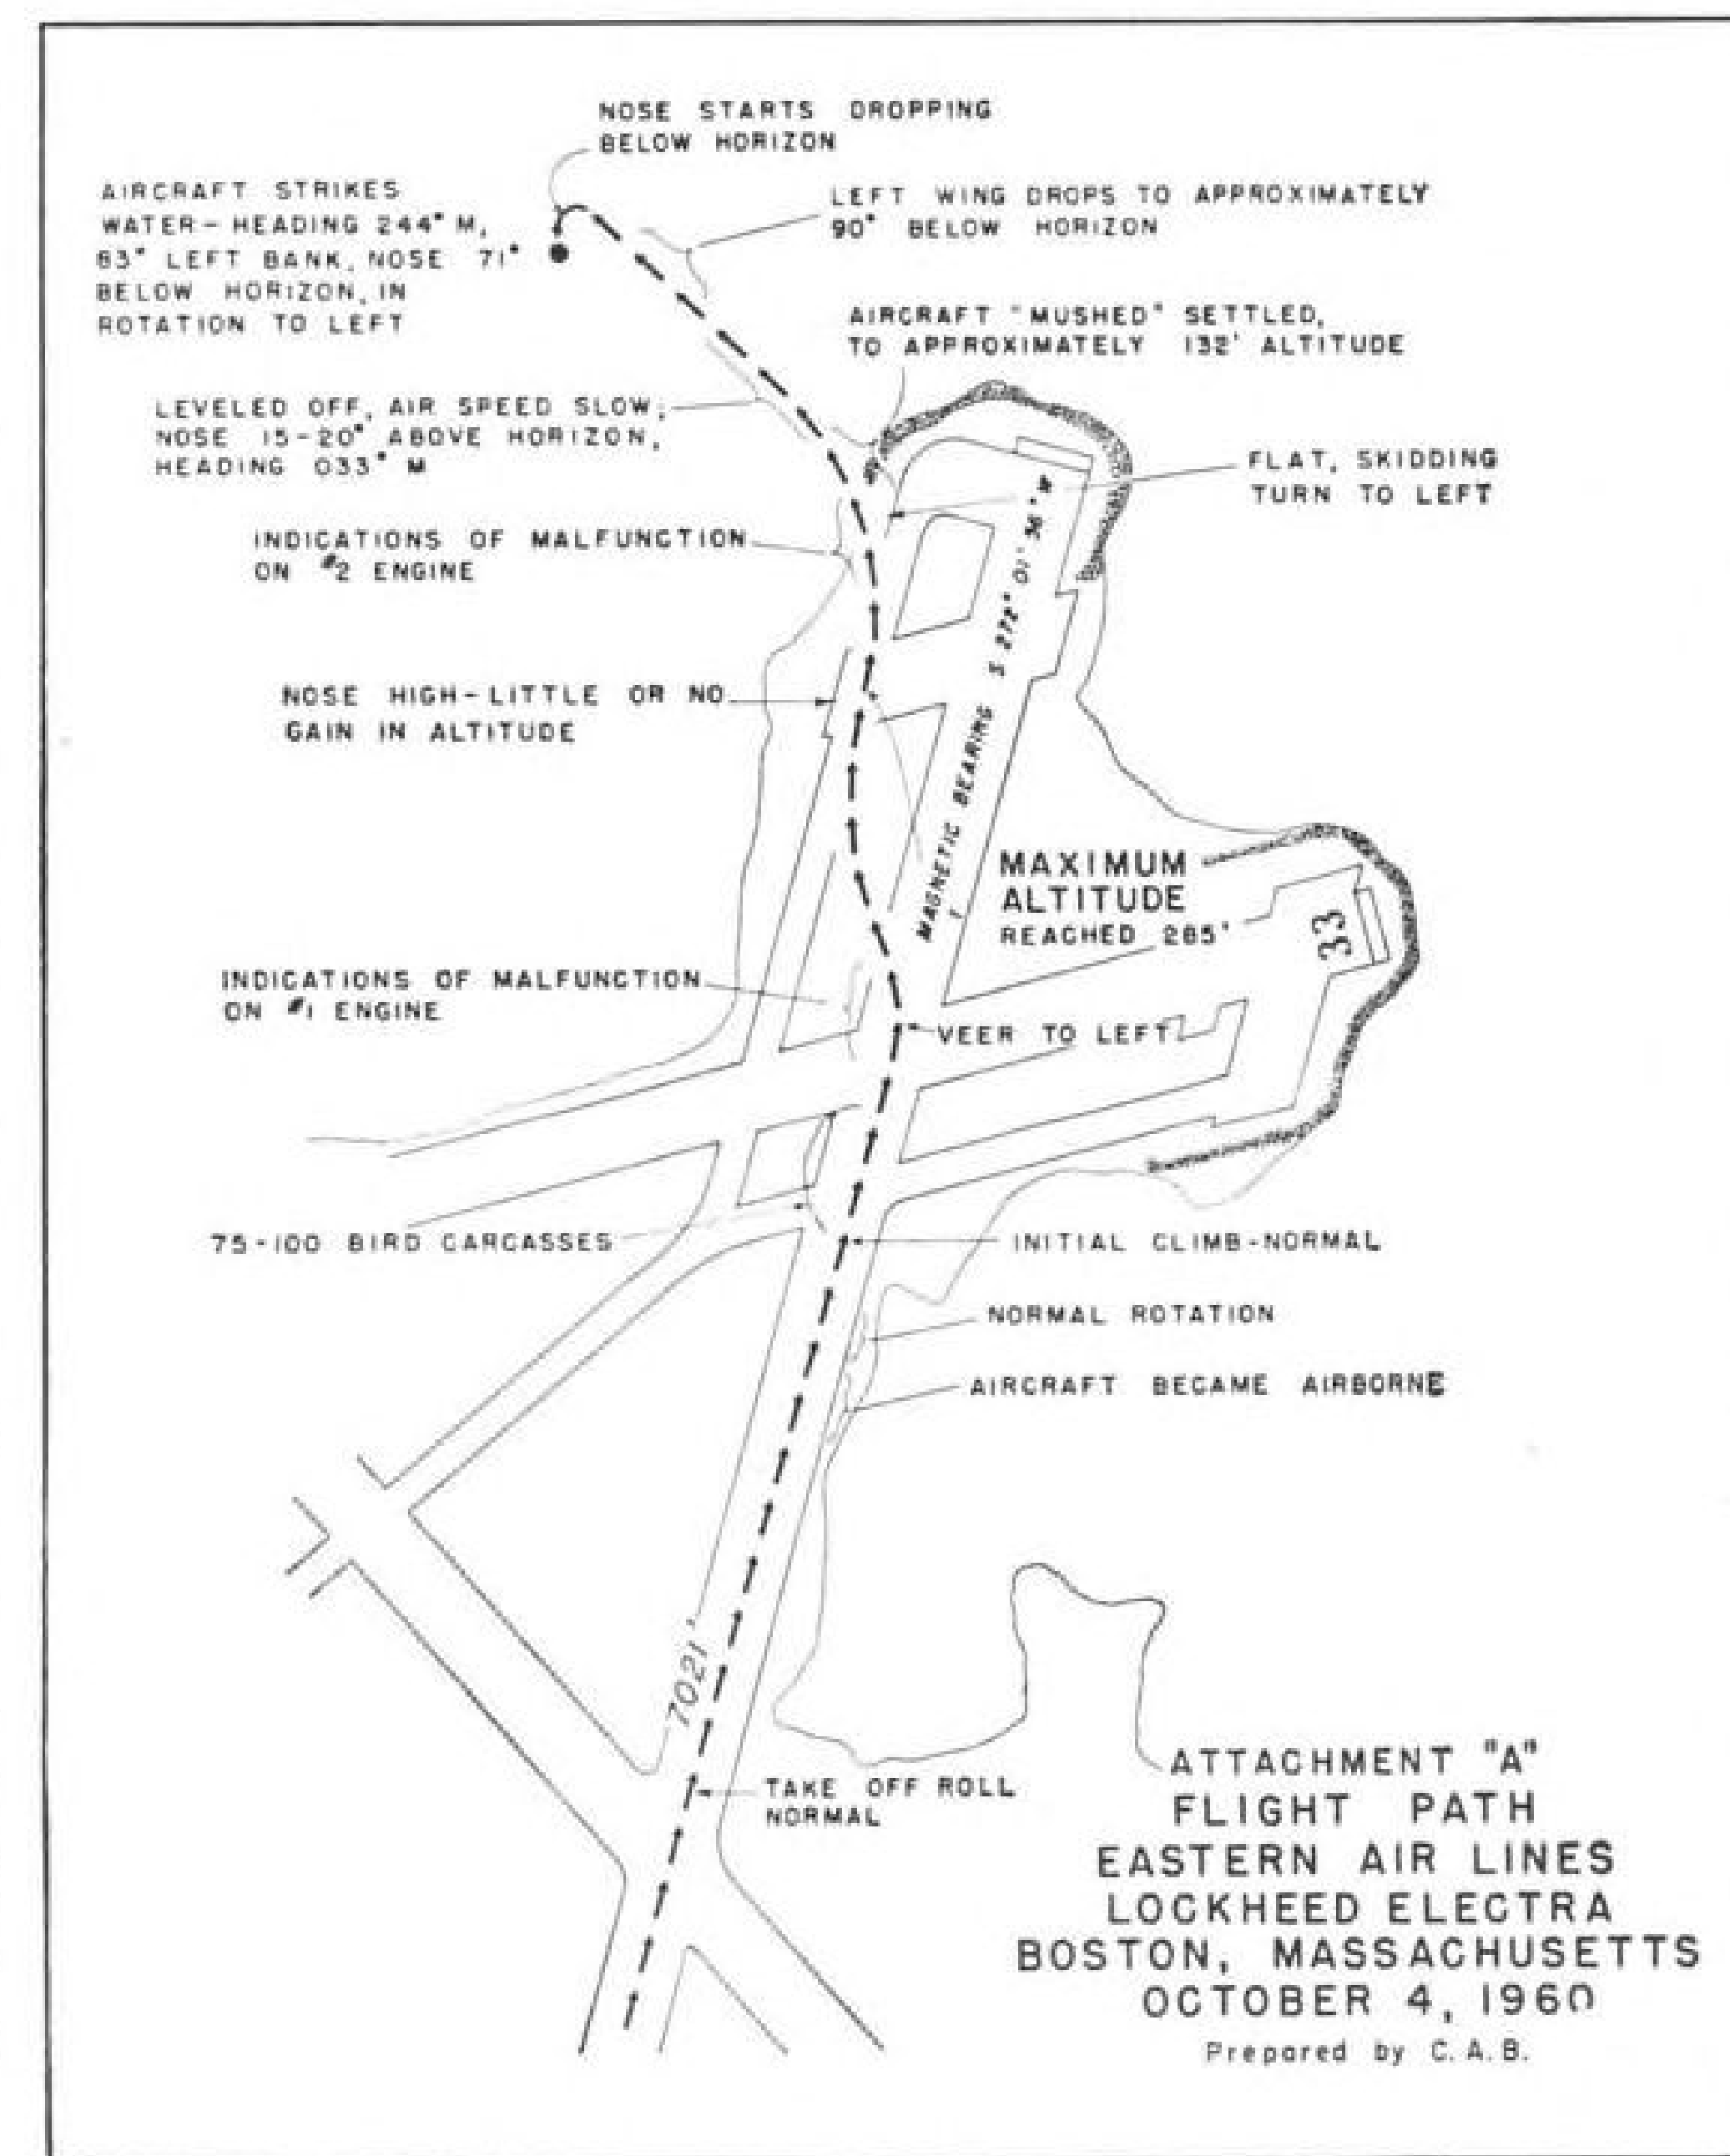 NOSE STARTS DROPPING
BELOW HORIZON
AIRCRAFT STRIKES
WATER- HEADING 244° M,
83° LEFT BANK, NOSE 71°
BELOW HORIZON, IN
ROTATION TO LEFT
LEFT WING DROPS TO APPROXIMATELY
90° BELOW HORIZON
AIRCRAFT "MUSHED" SETTLED,
TO APPROXIMATELY 132' ALTITUDE
LEVELED OFF, AIR SPEED SLOW;
NOSE 15-20° ABOVE HORIZON,
HEADING 033° M
FLAT, SKIDDING
TURN TO LEFT
INDICATIONS OF MALFUNCTION
ON #2 ENGINE
NOSE HIGH-LITTLE OR NO
GAIN IN ALTITUDE
MAGNETIC BEARING S 272° 01' 36" W
MAXIMUM
ALTITUDE
REACHED 285'
33
INDICATIONS OF MALFUNCTION
ON #1 ENGINE
VEER TO LEFT
75-100 BIRD CARCASSES
INITIAL CLIMB-NORMAL
NORMAL ROTATION
AIRCRAFT BECAME AIRBORNE
7021'
TAKE OFF ROLL
NORMAL
ATTACHMENT "A"
FLIGHT PATH
EASTERN AIR LINES
LOCKHEED ELECTRA
BOSTON, MASSACHUSETTS
OCTOBER 4, 1960
Prepared by C.A.B.